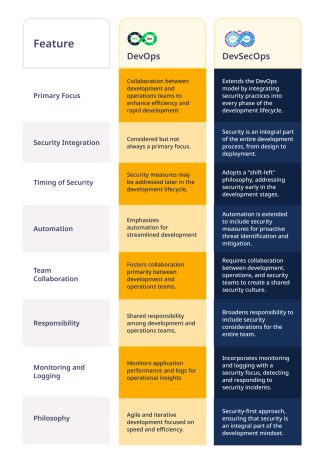 Feature
DevOps
DevSecOps
Primary Focus
Collaboration between
development and
operations teams to
enhance efficiency and
rapid development.
Extends the DevOps
model by integrating
security practices into
every phase of the
development lifecycle.
Security Integration
Considered but not
always a primary focus.
Security is an integral part
of the entire development
process, from design to
deployment.
Timing of Security
Security measures may
be addressed later in the
development lifecycle.
Adopts a "shift-left"
philosophy, addressing
security early in the
development stages.
Automation
Emphasizes
automation for
streamlined development
Automation is extended
to include security
measures for proactive
threat identification and
mitigation.
Team
Collaboration
Fosters collaboration
primarily between
development and
operations teams.
Requires collaboration
between development,
operations, and security
teams to create a shared
security culture.
Responsibility
Shared responsibility
among development and
operations teams.
Broadens responsibility to
include security
considerations for the
entire team.
Monitoring and
Logging
Monitors application
performance and logs for
operational insights
Incorporates monitoring
and logging with a
security focus, detecting
and responding to
security incidents.
Philosophy
Agile and iterative
development focused on
speed and efficiency.
Security-first approach,
ensuring that security is
an integral part of the
development mindset.